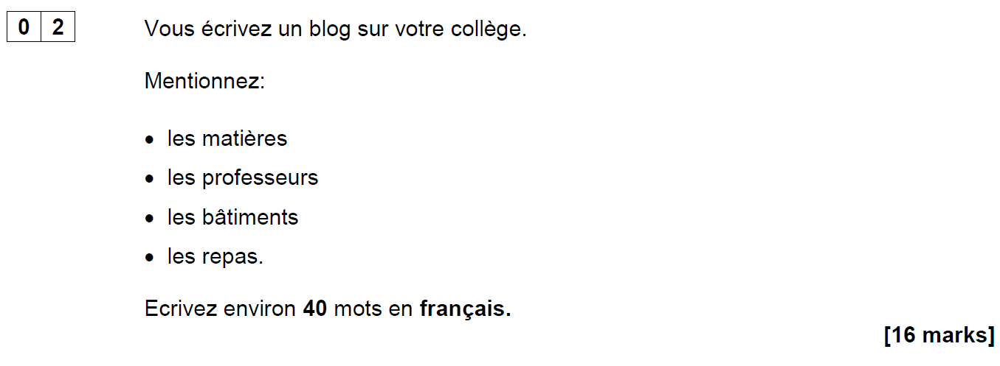 0 2 Vous écrivez un blog sur votre collège.
Mentionnez:
• les matières
• les professeurs
• les bâtiments
• les repas.
Ecrivez environ 40 mots en français.
[16 marks]